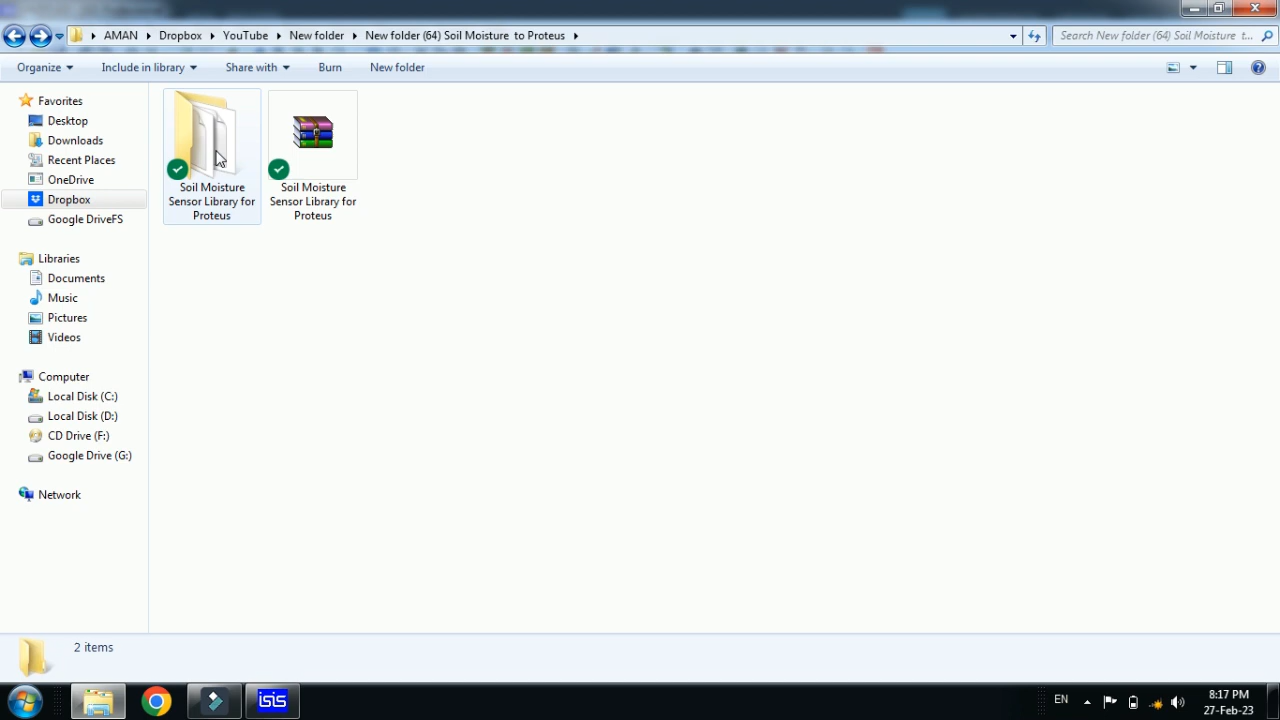 AMAN Dropbox YouTube New folder New folder (64) Soil Moisture to Proteus
Search New folder (64) Soil Moisture t...
Organize Include in library Share with Burn New folder
Favorites
Desktop
Downloads
Recent Places
OneDrive
Dropbox
Google DriveFS
Libraries
Documents
Music
Pictures
Videos
Computer
Local Disk (C:)
Local Disk (D:)
CD Drive (F:)
Google Drive (G:)
Network
Soil Moisture
Sensor Library for
Proteus
Soil Moisture
Sensor Library for
Proteus
2 items
isis
EN
8:17 PM
27-Feb-23